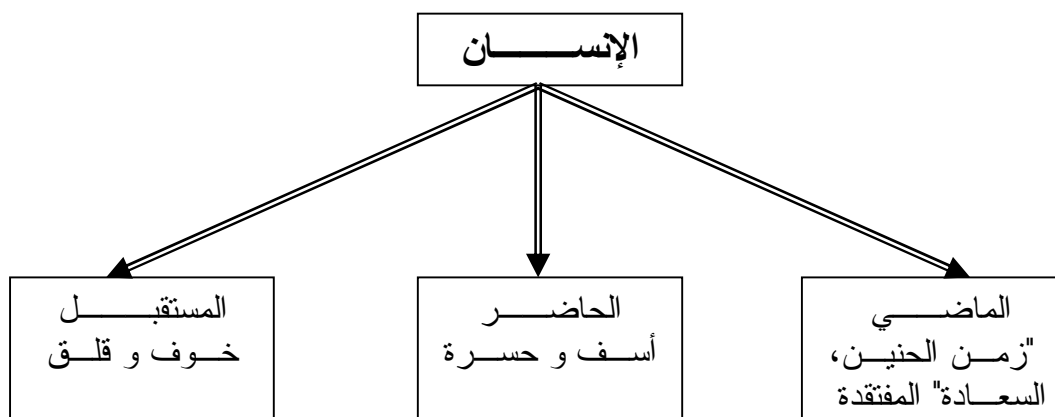 الإنسان
الماضي
"زمن الحنين،
السعادة" المفتقدة
الحاضر
أسف و حسرة
المستقبل
خوف و قلق